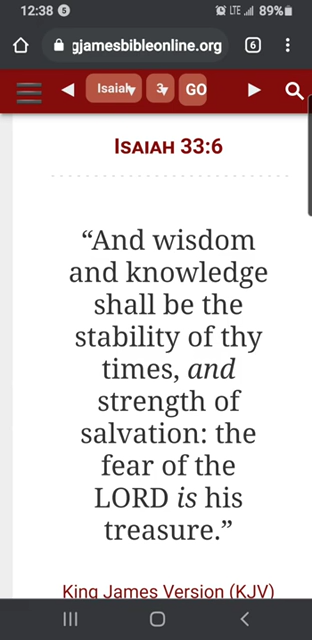 12:38 5 LTE 89%
gjamesbibleonline.org 6
Isaiah 3 GO
ISAIAH 33:6
“And wisdom
and knowledge
shall be the
stability of thy
times, and
strength of
salvation: the
fear of the
LORD is his
treasure.”
King James Version (KJV)